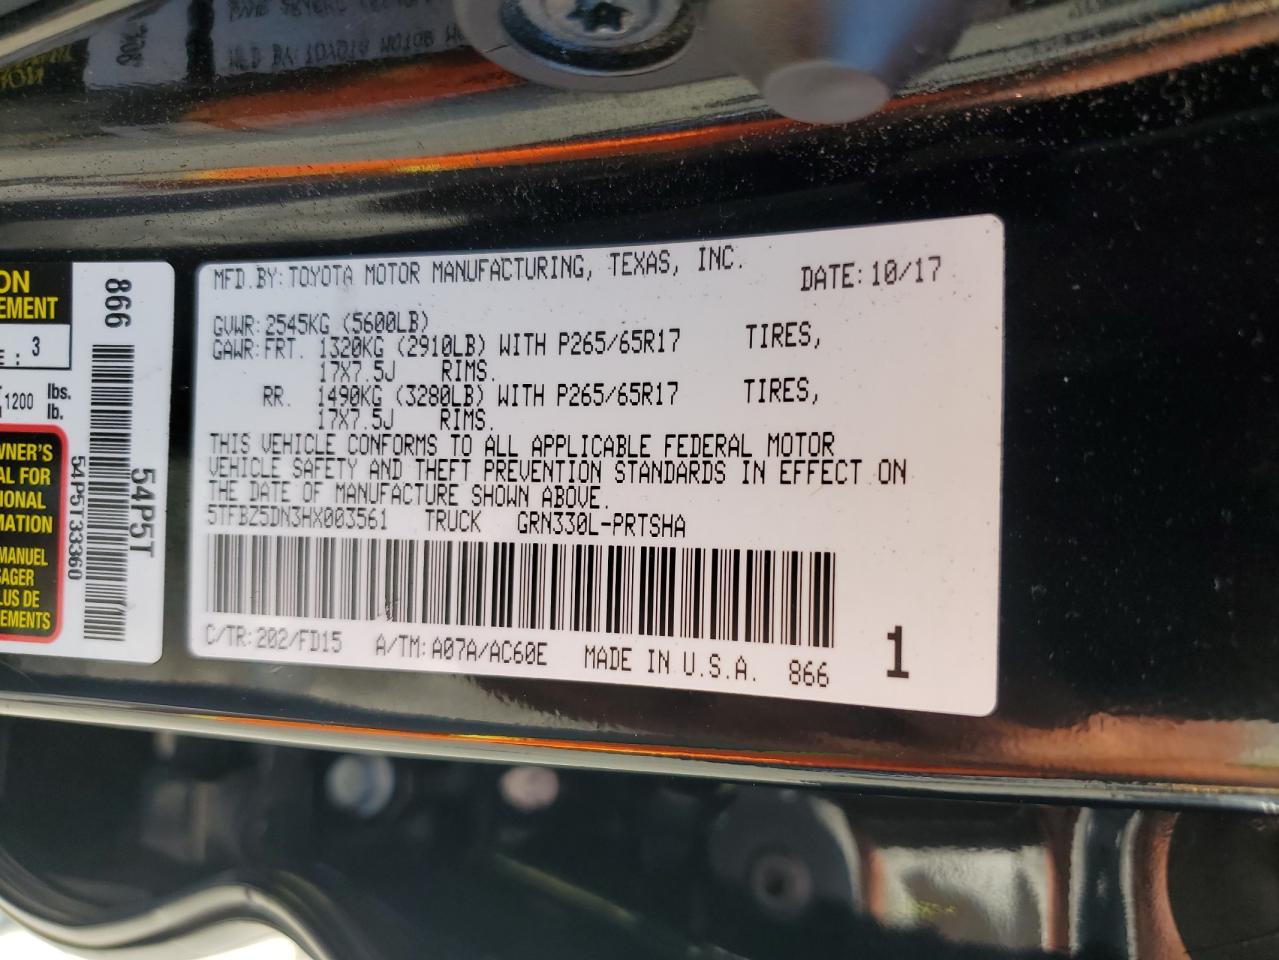 MFD.BY:TOYOTA MOTOR MANUFACTURING, TEXAS, INC. DATE:10/17
GVWR:2545KG (5600LB)
GAWR:FRT. 1320KG (2910LB) WITH P265/65R17 TIRES,
17X7.5J RIMS.
RR. 1490KG (3280LB) WITH P265/65R17 TIRES,
17X7.5J RIMS.
THIS VEHICLE CONFORMS TO ALL APPLICABLE FEDERAL MOTOR
VEHICLE SAFETY AND THEFT PREVENTION STANDARDS IN EFFECT ON
THE DATE OF MANUFACTURE SHOWN ABOVE.
5TFBZ5DN3HX003561 TRUCK GRN330L-PRTSHA
C/TR:202/FD15 A/TM:A07A/AC60E MADE IN U.S.A. 866
1
ON
EMENT
E : 3
1200 lbs.
lb.
WNER'S
AL FOR
IONAL
MATION
MANUEL
AGER
LUS DE
EMENTS
866
54P5T
54P5T33360